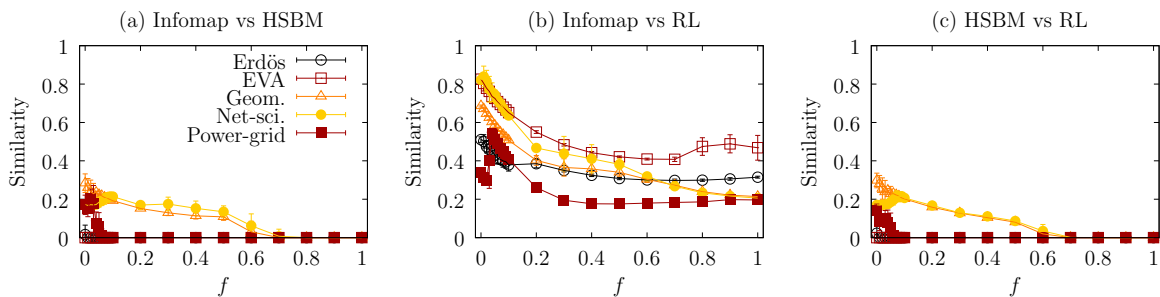 (a) Infomap vs HSBM
1
0.8
0.6
0.4
0.2
0
Similarity
Erdös
EVA
Geom.
Net-sci.
Power-grid
0 0.2 0.4 0.6 0.8 1
f
(b) Infomap vs RL
1
0.8
0.6
0.4
0.2
0
Similarity
0 0.2 0.4 0.6 0.8 1
f
(c) HSBM vs RL
1
0.8
0.6
0.4
0.2
0
Similarity
0 0.2 0.4 0.6 0.8 1
f